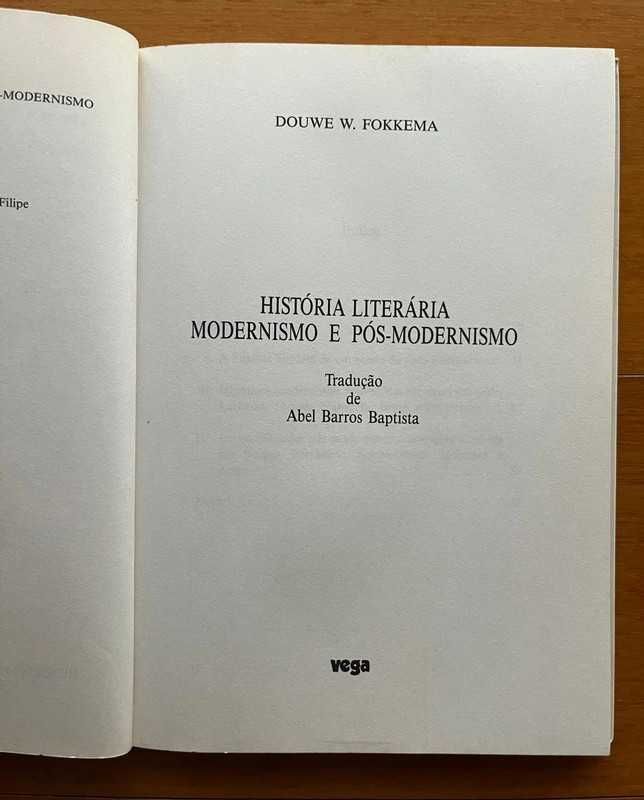 -MODERNISMO
Filipe
DOUWE W. FOKKEMA
HISTÓRIA LITERÁRIA
MODERNISMO E PÓS-MODERNISMO
Tradução
de
Abel Barros Baptista
vega